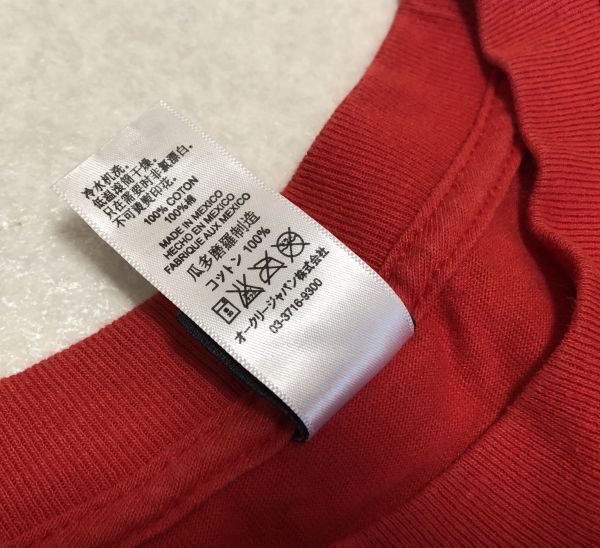 冷水机洗。
低温滚筒干燥。
只在需要时非氯漂白。
不可熨烫印花。
100% COTON
100%棉
MADE IN MEXICO
HECHO EN MEXICO
FABRIQUE AUX MEXICO
瓜多磨羅制造
コットン 100%
オークリージャパン株式会社
03-3716-9300